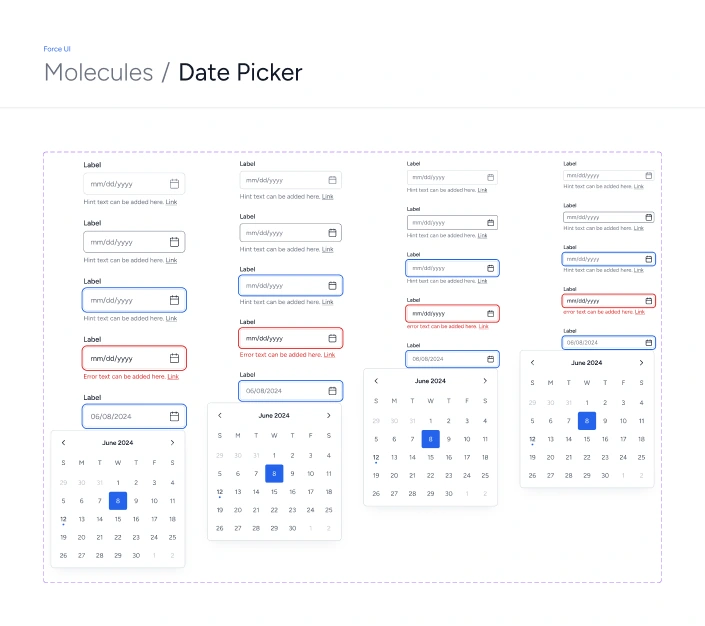 Force UI
Molecules / Date Picker
Label
mm/dd/yyyy
Hint text can be added here. Link
Label
mm/dd/yyyy
Hint text can be added here. Link
Label
mm/dd/yyyy
Hint text can be added here. Link
Label
mm/dd/yyyy
Error text can be added here. Link
Label
06/08/2024
June 2024
S M T W T F S
29 30 31 1 2 3 4
5 6 7 8 9 10 11
12 13 14 15 16 17 18
19 20 21 22 23 24 25
26 27 28 29 30 1 2
Label
mm/dd/yyyy
Hint text can be added here. Link
Label
mm/dd/yyyy
Hint text can be added here. Link
Label
mm/dd/yyyy
Hint text can be added here. Link
Label
mm/dd/yyyy
Error text can be added here. Link
Label
06/08/2024
June 2024
S M T W T F S
29 30 31 1 2 3 4
5 6 7 8 9 10 11
12 13 14 15 16 17 18
19 20 21 22 23 24 25
26 27 28 29 30 1 2
Label
mm/dd/yyyy
Hint text can be added here. Link
Label
mm/dd/yyyy
Hint text can be added here. Link
Label
mm/dd/yyyy
Hint text can be added here. Link
Label
mm/dd/yyyy
error text can be added here. Link
Label
06/08/2024
June 2024
S M T W T F S
29 30 31 1 2 3 4
5 6 7 8 9 10 11
12 13 14 15 16 17 18
19 20 21 22 23 24 25
26 27 28 29 30 1 2
Label
mm/dd/yyyy
Hint text can be added here. Link
Label
mm/dd/yyyy
Hint text can be added here. Link
Label
mm/dd/yyyy
Hint text can be added here. Link
Label
mm/dd/yyyy
error text can be added here. Link
Label
06/08/2024
June 2024
S M T W T F S
29 30 31 1 2 3 4
5 6 7 8 9 10 11
12 13 14 15 16 17 18
19 20 21 22 23 24 25
26 27 28 29 30 1 2